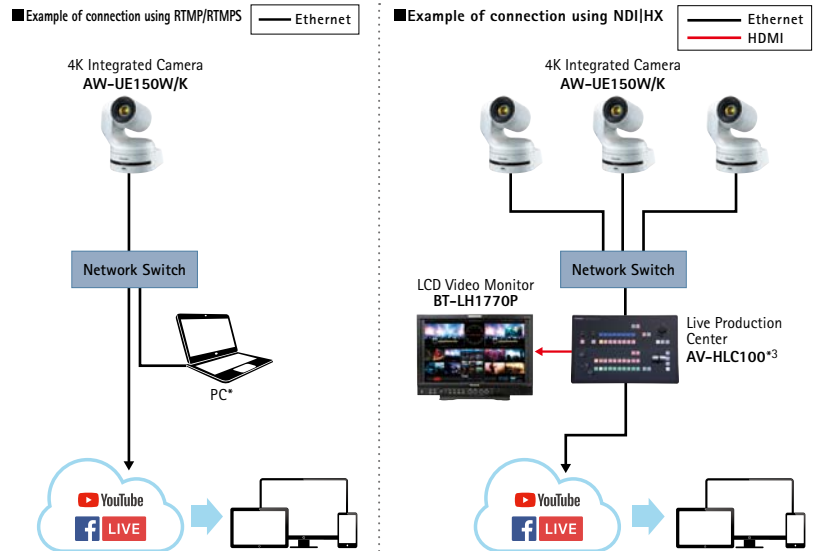 ■Example of connection using RTMP/RTMPS
Ethernet
4K Integrated Camera
AW-UE150W/K
Network Switch
PC*
YouTube
f LIVE
■Example of connection using NDI|HX
Ethernet
HDMI
4K Integrated Camera
AW-UE150W/K
Network Switch
LCD Video Monitor
BT-LH1770P
Live Production
Center
AV-HLC100*3
YouTube
f LIVE